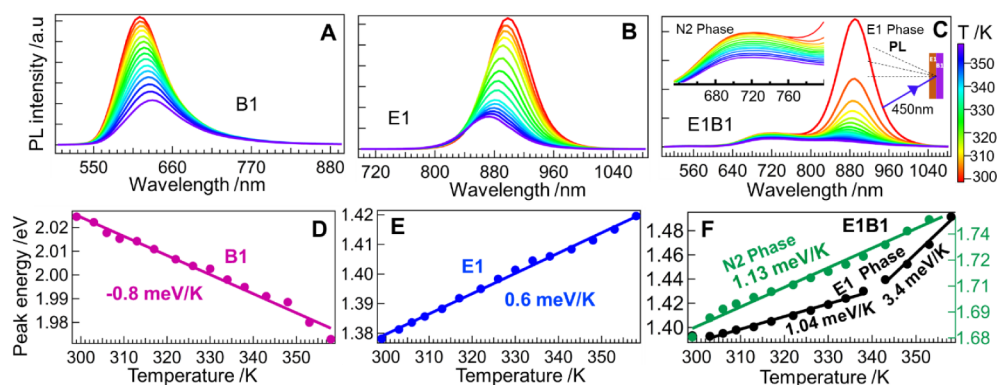 A
B1
PL intensity /a.u
550 660 770 880
Wavelength /nm
B
E1
720 800 900 1000
Wavelength /nm
N2 Phase
680 720 760
E1 Phase
PL
C
E1
B1
450nm
E1B1
560 640 720 800 880 960 1040
Wavelength /nm
T /K
350
340
330
320
310
300
D
B1
-0.8 meV/K
Peak energy /eV
2.02
2.01
2.00
1.99
1.98
300 310 320 330 340 350
Temperature /K
E
E1
0.6 meV/K
1.42
1.41
1.40
1.39
1.38
300 310 320 330 340 350
Temperature /K
F
E1B1
N2 Phase
1.13 meV/K
E1 Phase
1.04 meV/K
3.4 meV/K
1.48
1.46
1.44
1.42
1.40
1.74
1.72
1.71
1.69
1.68
300 310 320 330 340 350
Temperature /K